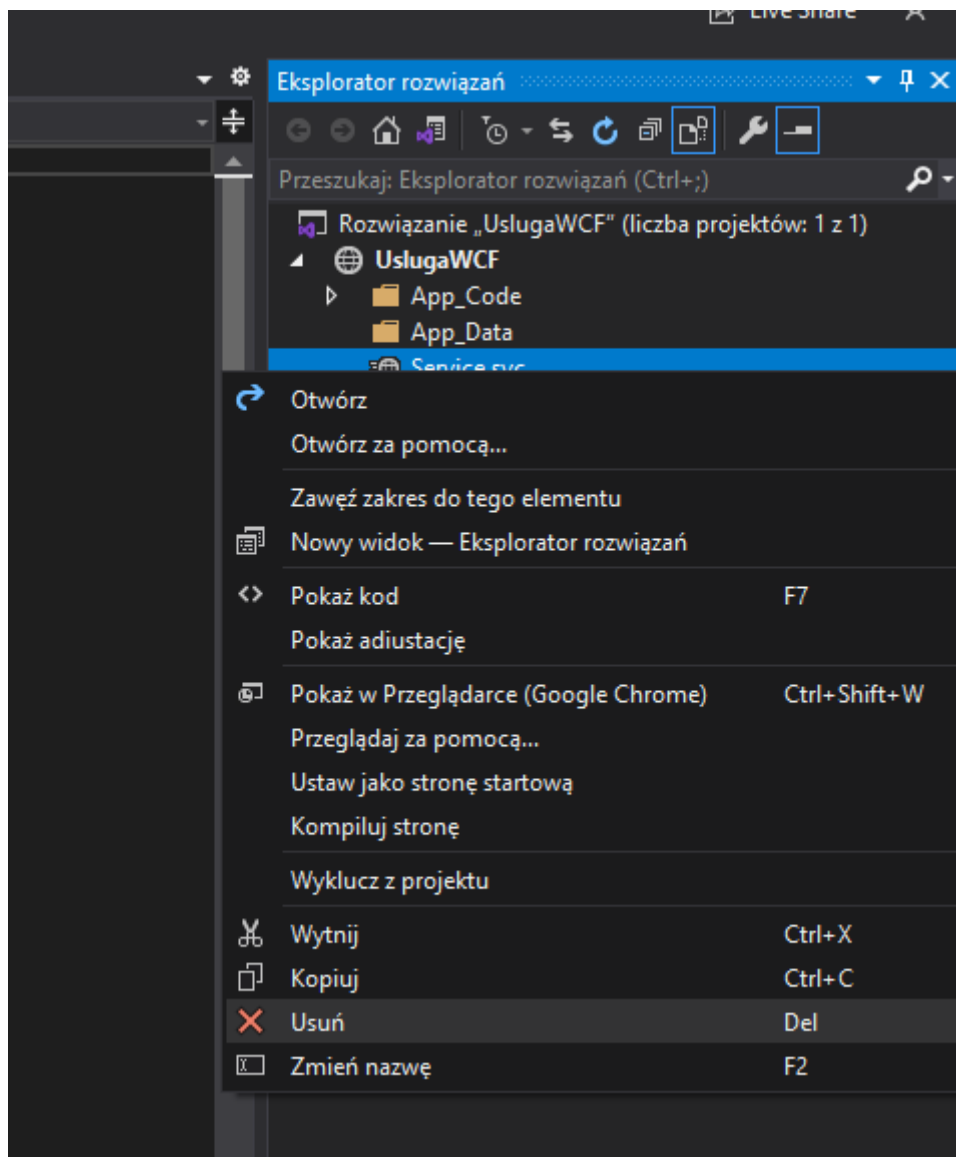 Live Share
Eksplorator rozwiązań
Przeszukaj: Eksplorator rozwiązań (Ctrl+;)
Rozwiązanie „UslugaWCF" (liczba projektów: 1 z 1)
UslugaWCF
App_Code
App_Data
Service.svc
Otwórz
Otwórz za pomocą...
Zawęź zakres do tego elementu
Nowy widok — Eksplorator rozwiązań
Pokaż kod F7
Pokaż adiustację
Pokaż w Przeglądarce (Google Chrome) Ctrl+Shift+W
Przeglądaj za pomocą...
Ustaw jako stronę startową
Kompiluj stronę
Wyklucz z projektu
Wytnij Ctrl+X
Kopiuj Ctrl+C
Usuń Del
Zmień nazwę F2